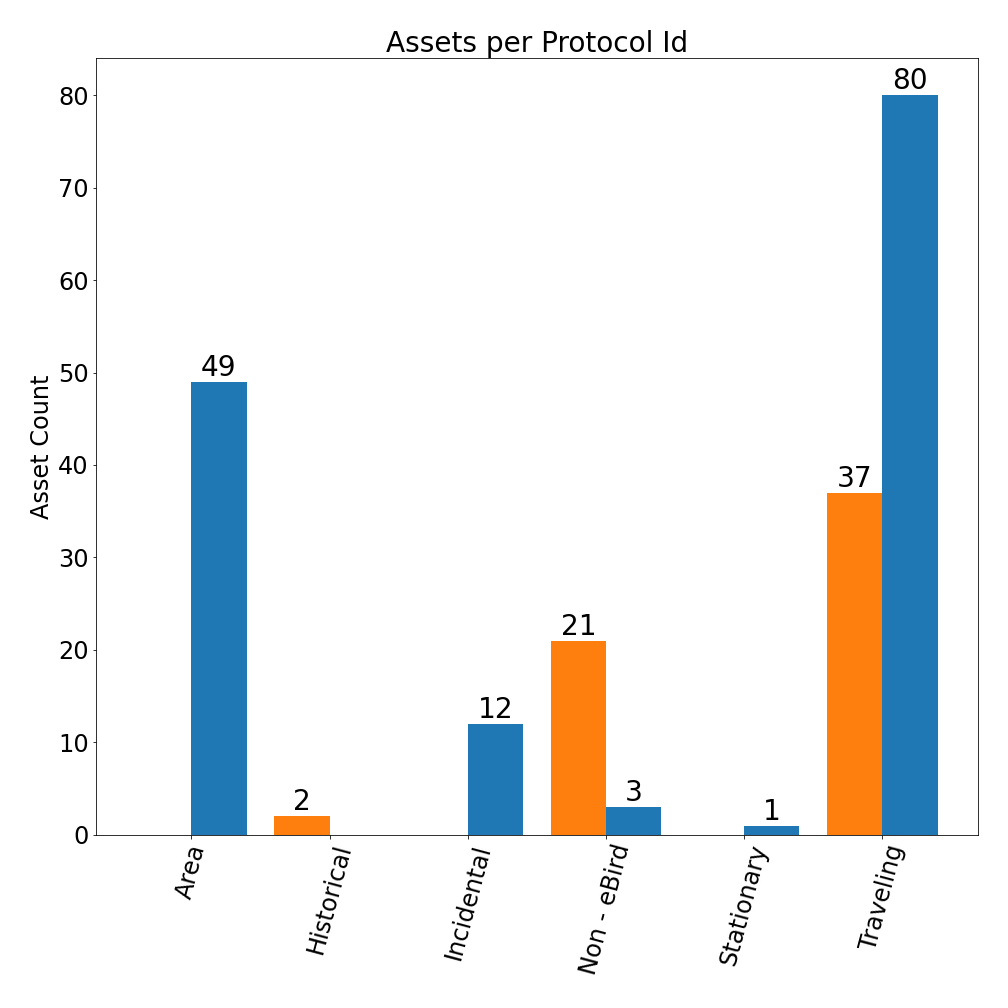 Assets per Protocol Id
Asset Count
80
70
60
50
40
30
20
10
0
49
2
12
21
3
1
37
80
Area
Historical
Incidental
Non - eBird
Stationary
Traveling